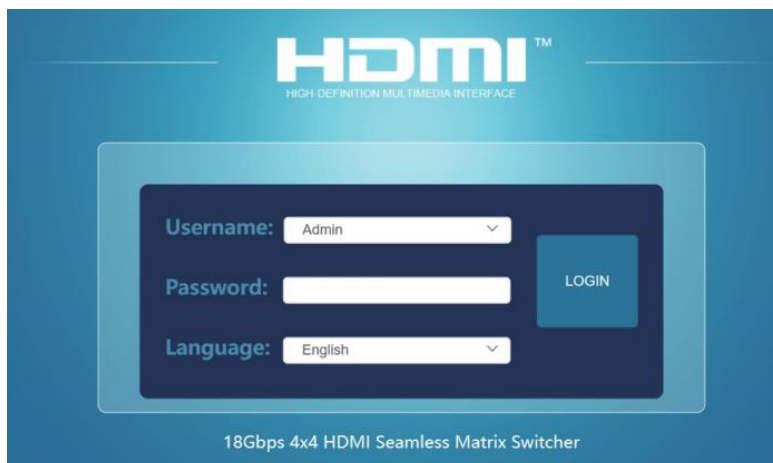 HDMI™
HIGH-DEFINITION MULTIMEDIA INTERFACE
Username: Admin
Password:
LOGIN
Language: English
18Gbps 4x4 HDMI Seamless Matrix Switcher